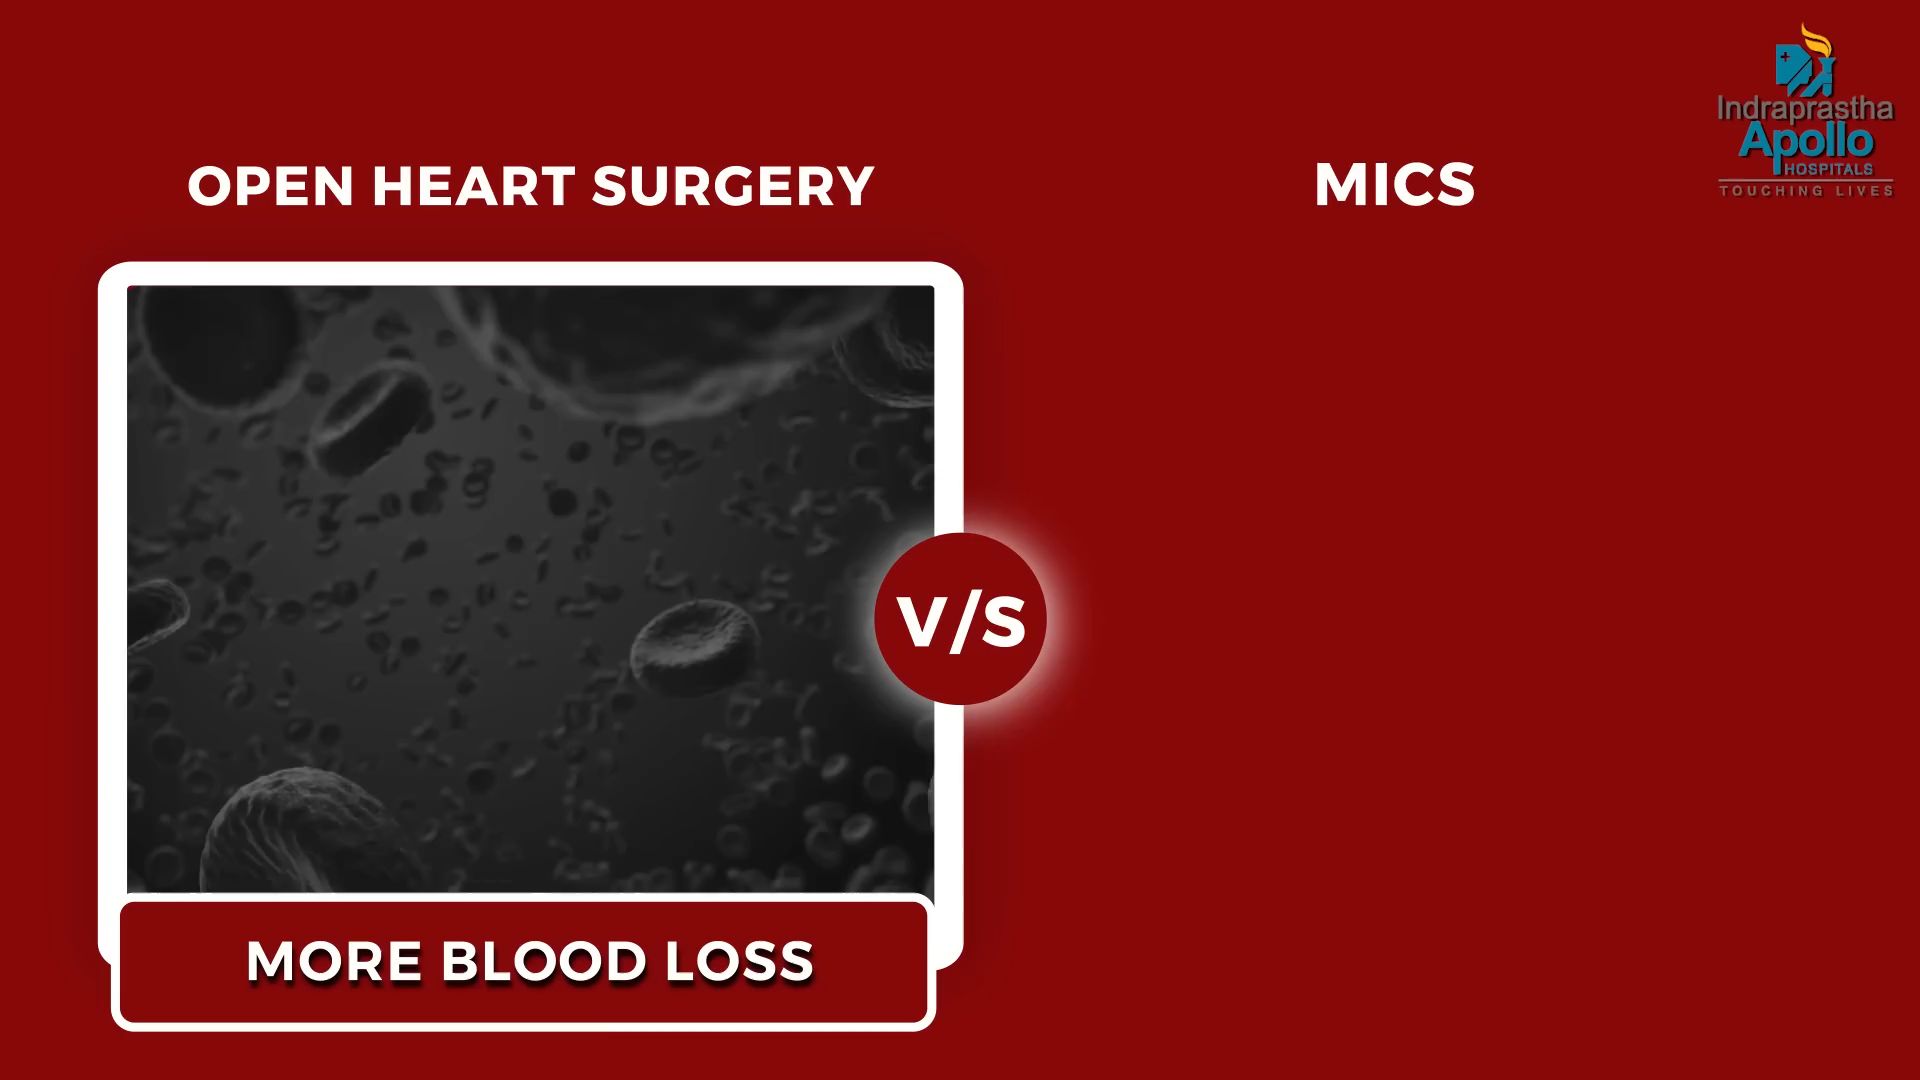 Indraprastha
Apollo
HOSPITALS
TOUCHING LIVES
OPEN HEART SURGERY
MICS
V/S
MORE BLOOD LOSS